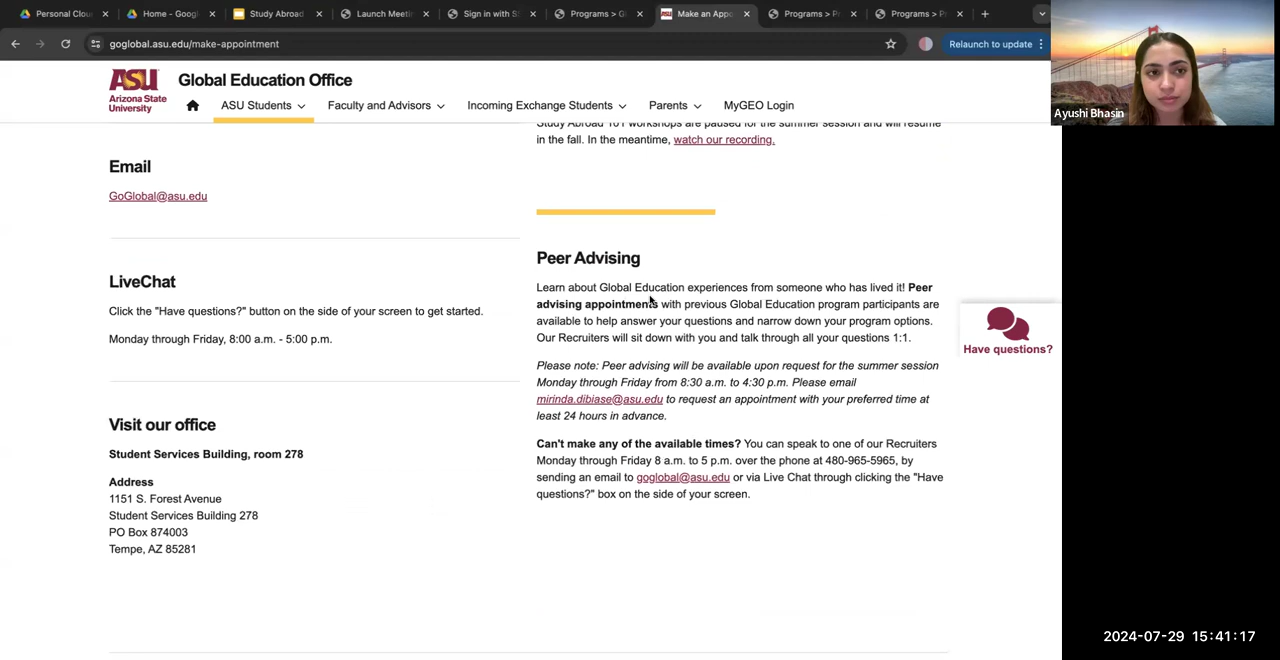 Personal Clou
Home - Googl
Study Abroad
Launch Meeti
Sign in with S
Programs > G
Make an Appo
Programs > P
Programs > P
goglobal.asu.edu/make-appointment
Relaunch to update
ASU
Arizona State
University
Global Education Office
ASU Students
Faculty and Advisors
Incoming Exchange Students
Parents
MyGEO Login
Email
GoGlobal@asu.edu
LiveChat
Click the "Have questions?" button on the side of your screen to get started.
Monday through Friday, 8:00 a.m. - 5:00 p.m.
Visit our office
Student Services Building, room 278
Address
1151 S. Forest Avenue
Student Services Building 278
PO Box 874003
Tempe, AZ 85281
Study Abroad 101 workshops are paused for the summer session and will resume
in the fall. In the meantime, watch our recording.
Peer Advising
Learn about Global Education experiences from someone who has lived it! Peer
advising appointments with previous Global Education program participants are
available to help answer your questions and narrow down your program options.
Our Recruiters will sit down with you and talk through all your questions 1:1.
Please note: Peer advising will be available upon request for the summer session
Monday through Friday from 8:30 a.m. to 4:30 p.m. Please email
mirinda.dibiase@asu.edu to request an appointment with your preferred time at
least 24 hours in advance.
Can't make any of the available times? You can speak to one of our Recruiters
Monday through Friday 8 a.m. to 5 p.m. over the phone at 480-965-5965, by
sending an email to goglobal@asu.edu or via Live Chat through clicking the "Have
questions?" box on the side of your screen.
Have questions?
Ayushi Bhasin
2024-07-29 15:41:17